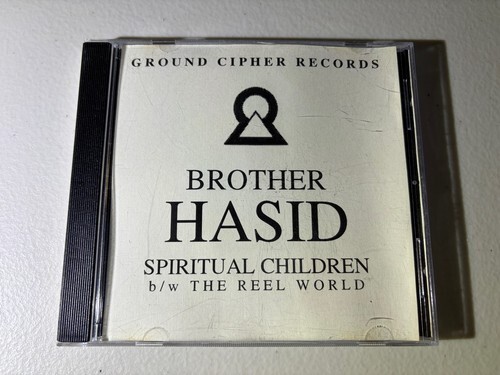 GROUND CIPHER RECORDS
BROTHER
HASID
SPIRITUAL CHILDREN
b/w THE REEL WORLD